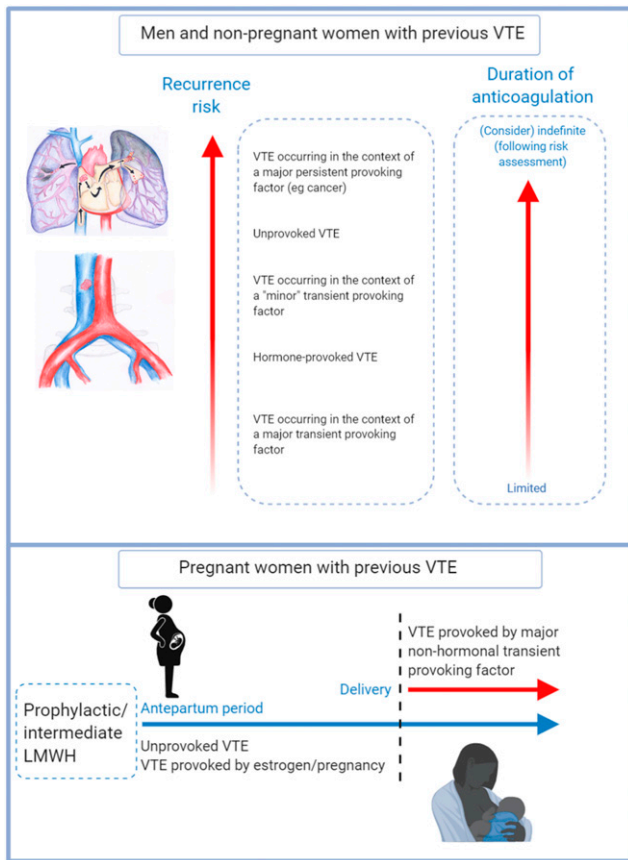 Men and non-pregnant women with previous VTE
Recurrence
risk
Duration of
anticoagulation
(Consider) indefinite
(following risk
assessment)
VTE occurring in the context of
a major persistent provoking
factor (eg cancer)
Unprovoked VTE
VTE occurring in the context of
a "minor" transient provoking
factor
Hormone-provoked VTE
VTE occurring in the context of
a major transient provoking
factor
Limited
Pregnant women with previous VTE
VTE provoked by major
non-hormonal transient
provoking factor
Delivery
Prophylactic/
intermediate
LMWH
Antepartum period
Unprovoked VTE
VTE provoked by estrogen/pregnancy